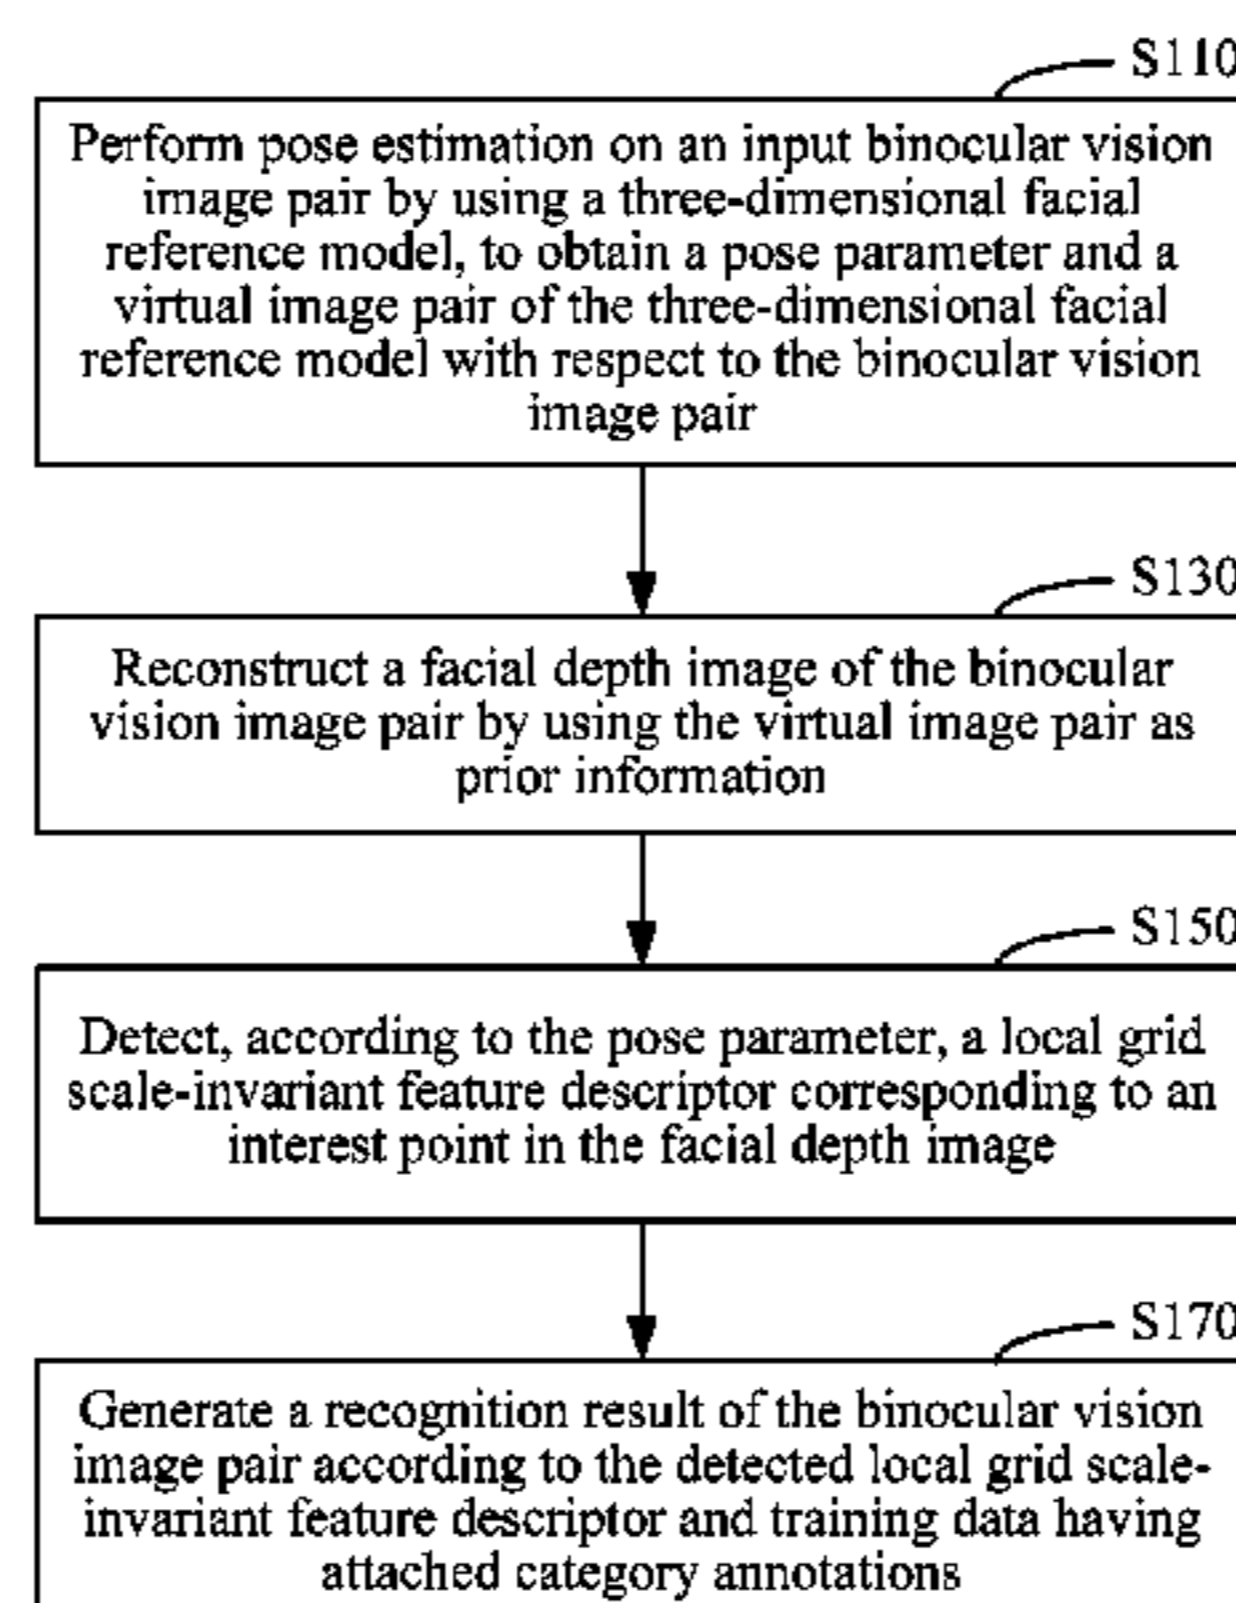 S110
Perform pose estimation on an input binocular vision
image pair by using a three-dimensional facial
reference model, to obtain a pose parameter and a
virtual image pair of the three-dimensional facial
reference model with respect to the binocular vision
image pair
S130
Reconstruct a facial depth image of the binocular
vision image pair by using the virtual image pair as
prior information
S150
Detect, according to the pose parameter, a local grid
scale-invariant feature descriptor corresponding to an
interest point in the facial depth image
S170
Generate a recognition result of the binocular vision
image pair according to the detected local grid scale-
invariant feature descriptor and training data having
attached category annotations